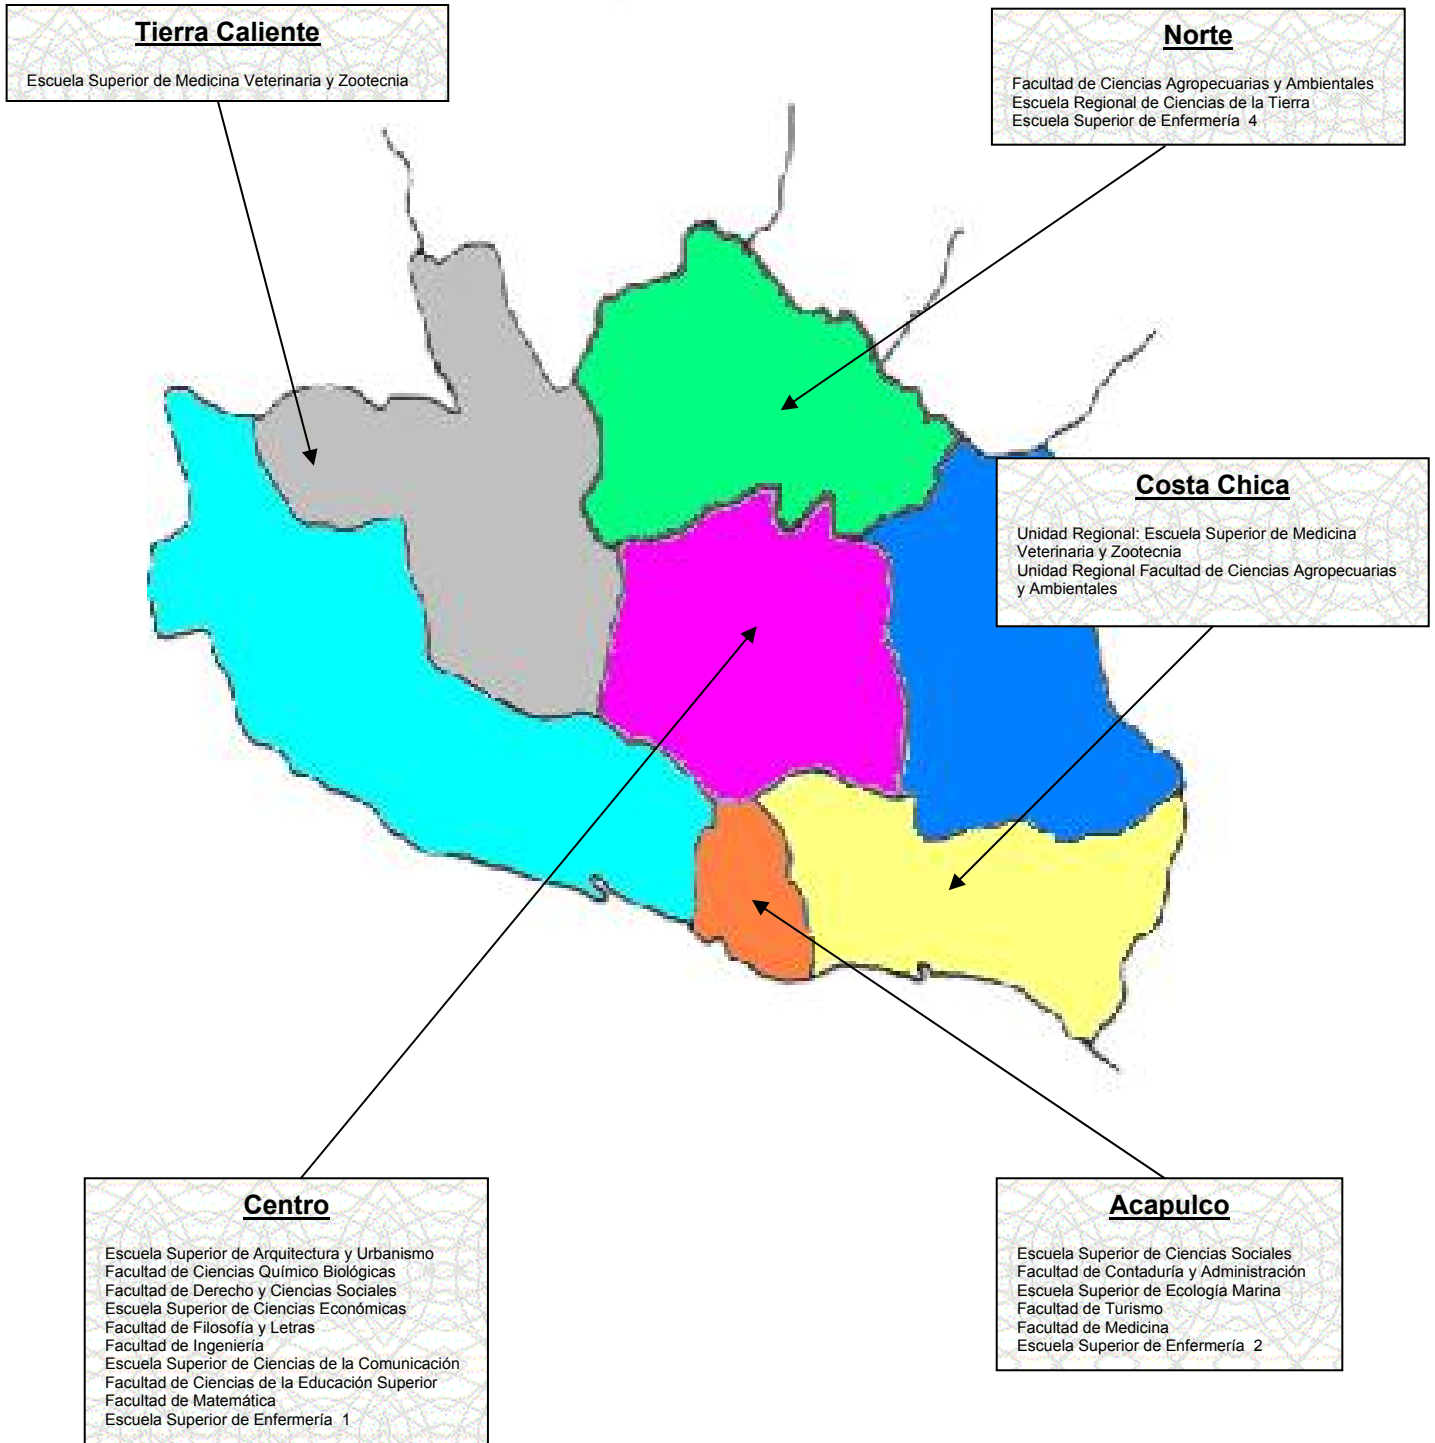 Tierra Caliente
Escuela Superior de Medicina Veterinaria y Zootecnia
Norte
Facultad de Ciencias Agropecuarias y Ambientales
Escuela Regional de Ciencias de la Tierra
Escuela Superior de Enfermería 4
Costa Chica
Unidad Regional: Escuela Superior de Medicina
Veterinaria y Zootecnia
Unidad Regional Facultad de Ciencias Agropecuarias
y Ambientales
Centro
Escuela Superior de Arquitectura y Urbanismo
Facultad de Ciencias Químico Biológicas
Facultad de Derecho y Ciencias Sociales
Escuela Superior de Ciencias Económicas
Facultad de Filosofía y Letras
Facultad de Ingeniería
Escuela Superior de Ciencias de la Comunicación
Facultad de Ciencias de la Educación Superior
Facultad de Matemática
Escuela Superior de Enfermería 1
Acapulco
Escuela Superior de Ciencias Sociales
Facultad de Contaduría y Administración
Escuela Superior de Ecología Marina
Facultad de Turismo
Facultad de Medicina
Escuela Superior de Enfermería 2